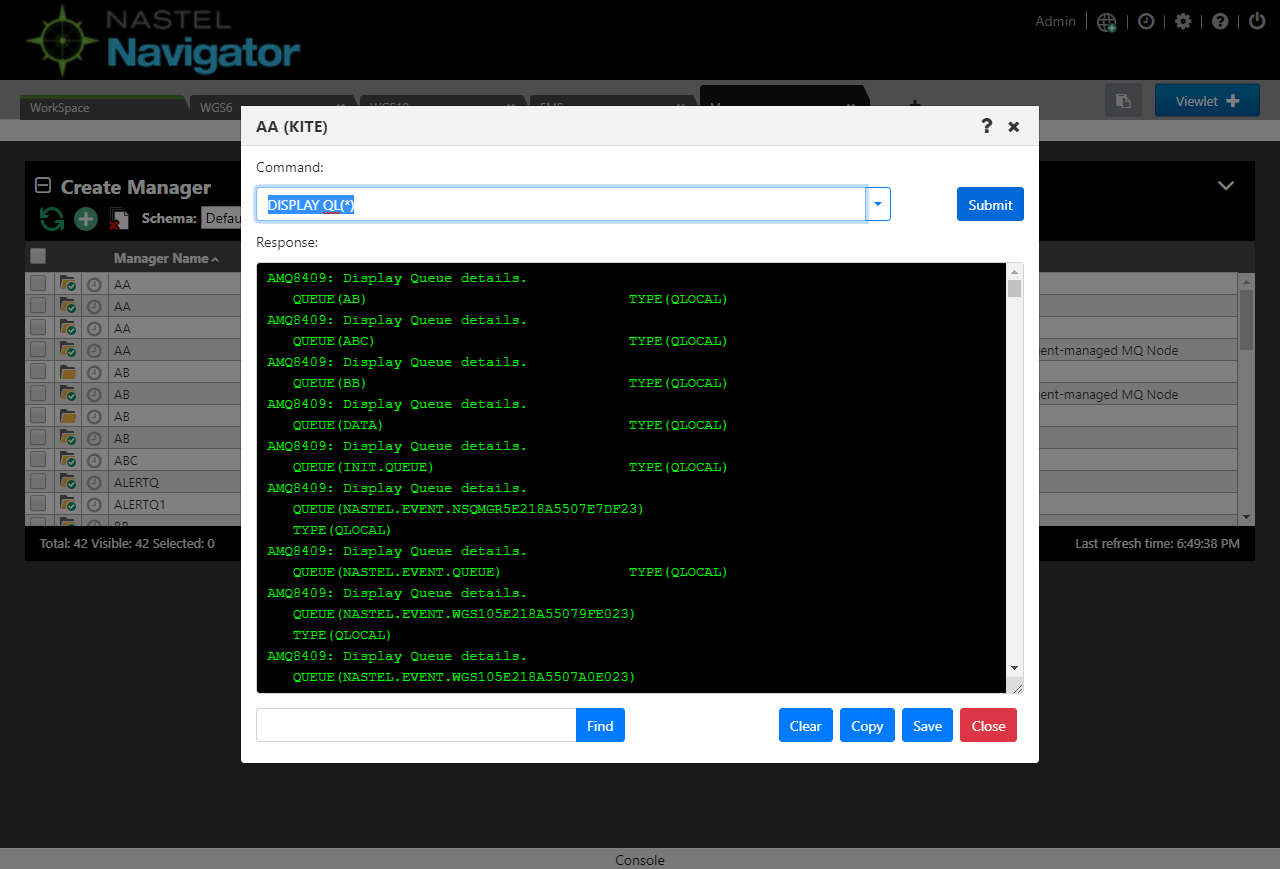 NASTEL
Navigator
Admin
WorkSpace
WGS6
WGS10
EMS
Viewlet
AA (KITE)
Command:
DISPLAY QL(*)
Submit
Response:
AMQ8409: Display Queue details.
QUEUE(AB) TYPE(QLOCAL)
AMQ8409: Display Queue details.
QUEUE(ABC) TYPE(QLOCAL)
AMQ8409: Display Queue details.
QUEUE(BB) TYPE(QLOCAL)
AMQ8409: Display Queue details.
QUEUE(DATA) TYPE(QLOCAL)
AMQ8409: Display Queue details.
QUEUE(INIT.QUEUE) TYPE(QLOCAL)
AMQ8409: Display Queue details.
QUEUE(NASTEL.EVENT.NSQMGR5E218A5507E7DF23)
TYPE(QLOCAL)
AMQ8409: Display Queue details.
QUEUE(NASTEL.EVENT.QUEUE) TYPE(QLOCAL)
AMQ8409: Display Queue details.
QUEUE(NASTEL.EVENT.WGS105E218A55079FE023)
TYPE(QLOCAL)
AMQ8409: Display Queue details.
QUEUE(NASTEL.EVENT.WGS105E218A5507A0E023)
Find
Clear
Copy
Save
Close
Create Manager
Schema: Defau
Manager Name
AA
AA
AA
AA
ent-managed MQ Node
AB
AB
ent-managed MQ Node
AB
AB
ABC
ALERTQ
ALERTQ1
BB
Total: 42 Visible: 42 Selected: 0
Last refresh time: 6:49:38 PM
Console